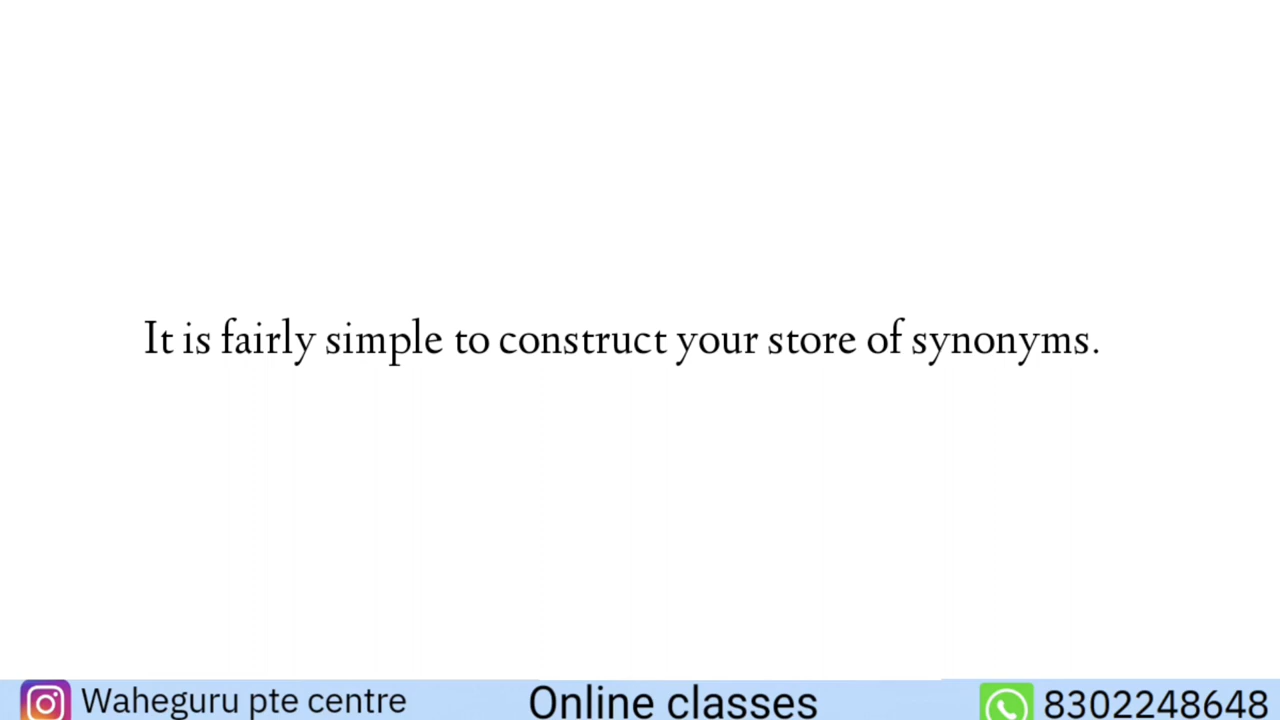 It is fairly simple to construct your store of synonyms.
Waheguru pte centre Online classes 8302248648